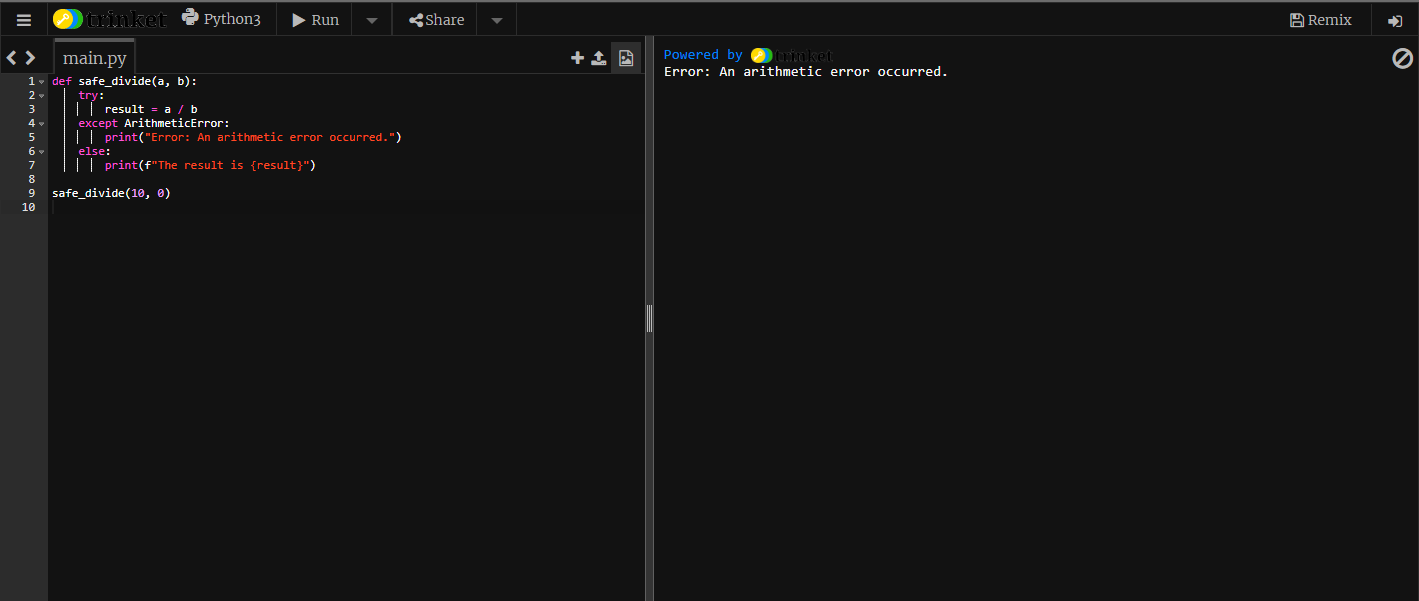 trinket Python3 Run Share Remix
main.py
1 def safe_divide(a, b):
2     try:
3         result = a / b
4     except ArithmeticError:
5         print("Error: An arithmetic error occurred.")
6     else:
7         print(f"The result is {result}")
8
9 safe_divide(10, 0)
10
Powered by trinket
Error: An arithmetic error occurred.